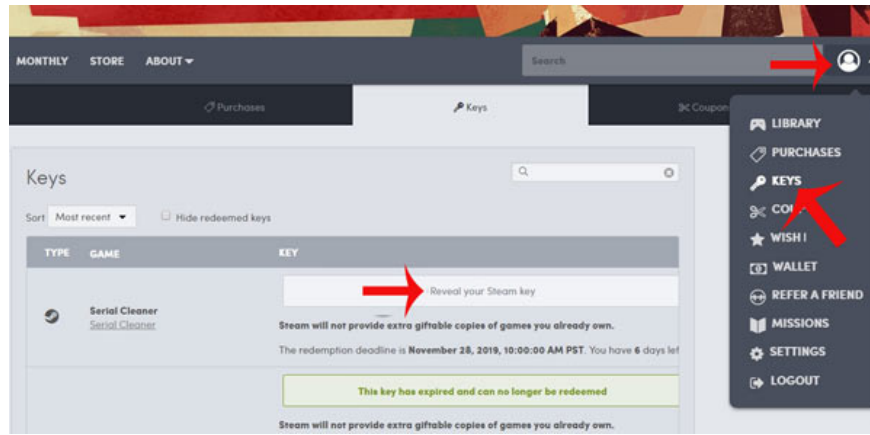 MONTHLY STORE ABOUT
Search
Purchases
Keys
Coupon
LIBRARY
PURCHASES
KEYS
WALLET
REFER A FRIEND
MISSIONS
SETTINGS
LOGOUT
Keys
Sort Most recent
Hide redeemed keys
TYPE GAME KEY
Reveal your Steam key
Serial Cleaner
Serial Cleaner
Steam will not provide extra giftable copies of games you already own.
The redemption deadline is November 28, 2019, 10:00:00 AM PST. You have 6 days lef
This key has expired and can no longer be redeemed
Steam will not provide extra giftable copies of games you already own.